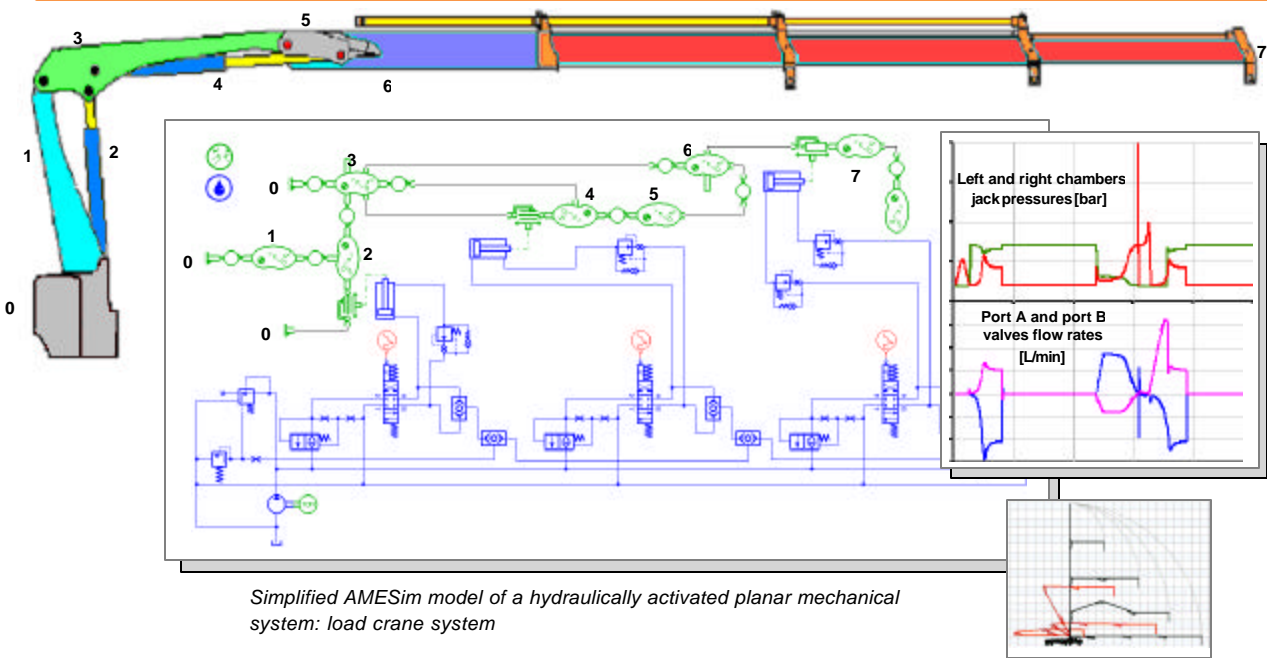 5
3
7
4
6
1
2
0
3
6
0
7
4
5
1
2
0
0
Left and right chambers
jack pressures [bar]
Port A and port B
valves flow rates
[L/min]
Simplified AMESim model of a hydraulically activated planar mechanical
system: load crane system